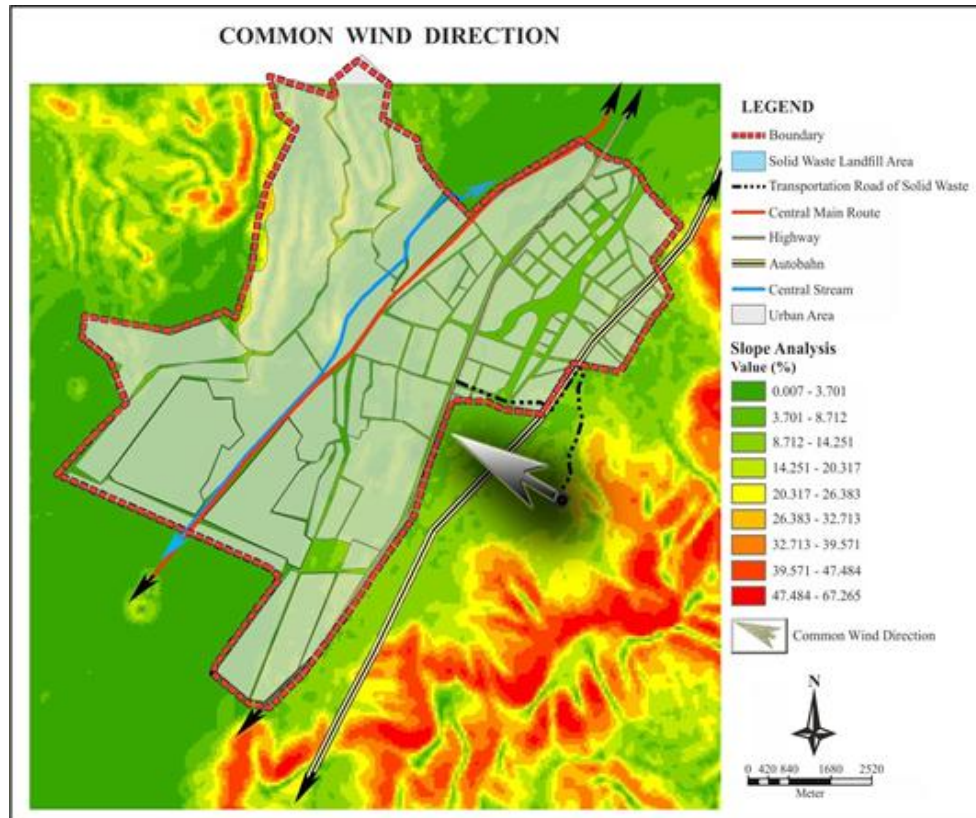 COMMON WIND DIRECTION
LEGEND
Boundary
Solid Waste Landfill Area
Transportation Road of Solid Waste
Central Main Route
Highway
Autobahn
Central Stream
Urban Area
Slope Analysis
Value (%)
0.007 - 3.701
3.701 - 8.712
8.712 - 14.251
14.251 - 20.317
20.317 - 26.383
26.383 - 32.713
32.713 - 39.571
39.571 - 47.484
47.484 - 67.265
Common Wind Direction
N
0 420 840 1680 2520
Meter